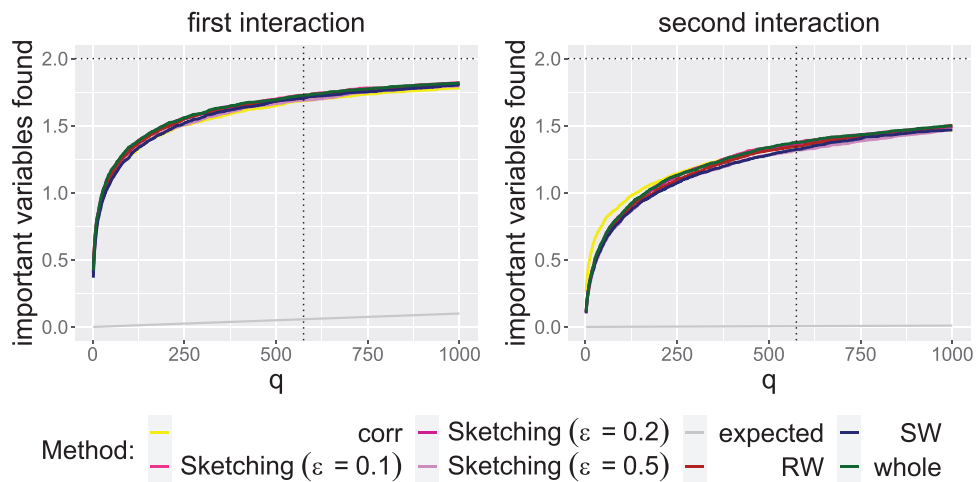 first interaction
second interaction
important variables found
2.0
1.5
1.0
0.5
0.0
0 250 500 750 1000
q
important variables found
2.0
1.5
1.0
0.5
0.0
0 250 500 750 1000
q
Method:
corr
Sketching (ε = 0.1)
Sketching (ε = 0.2)
Sketching (ε = 0.5)
expected
RW
SW
whole